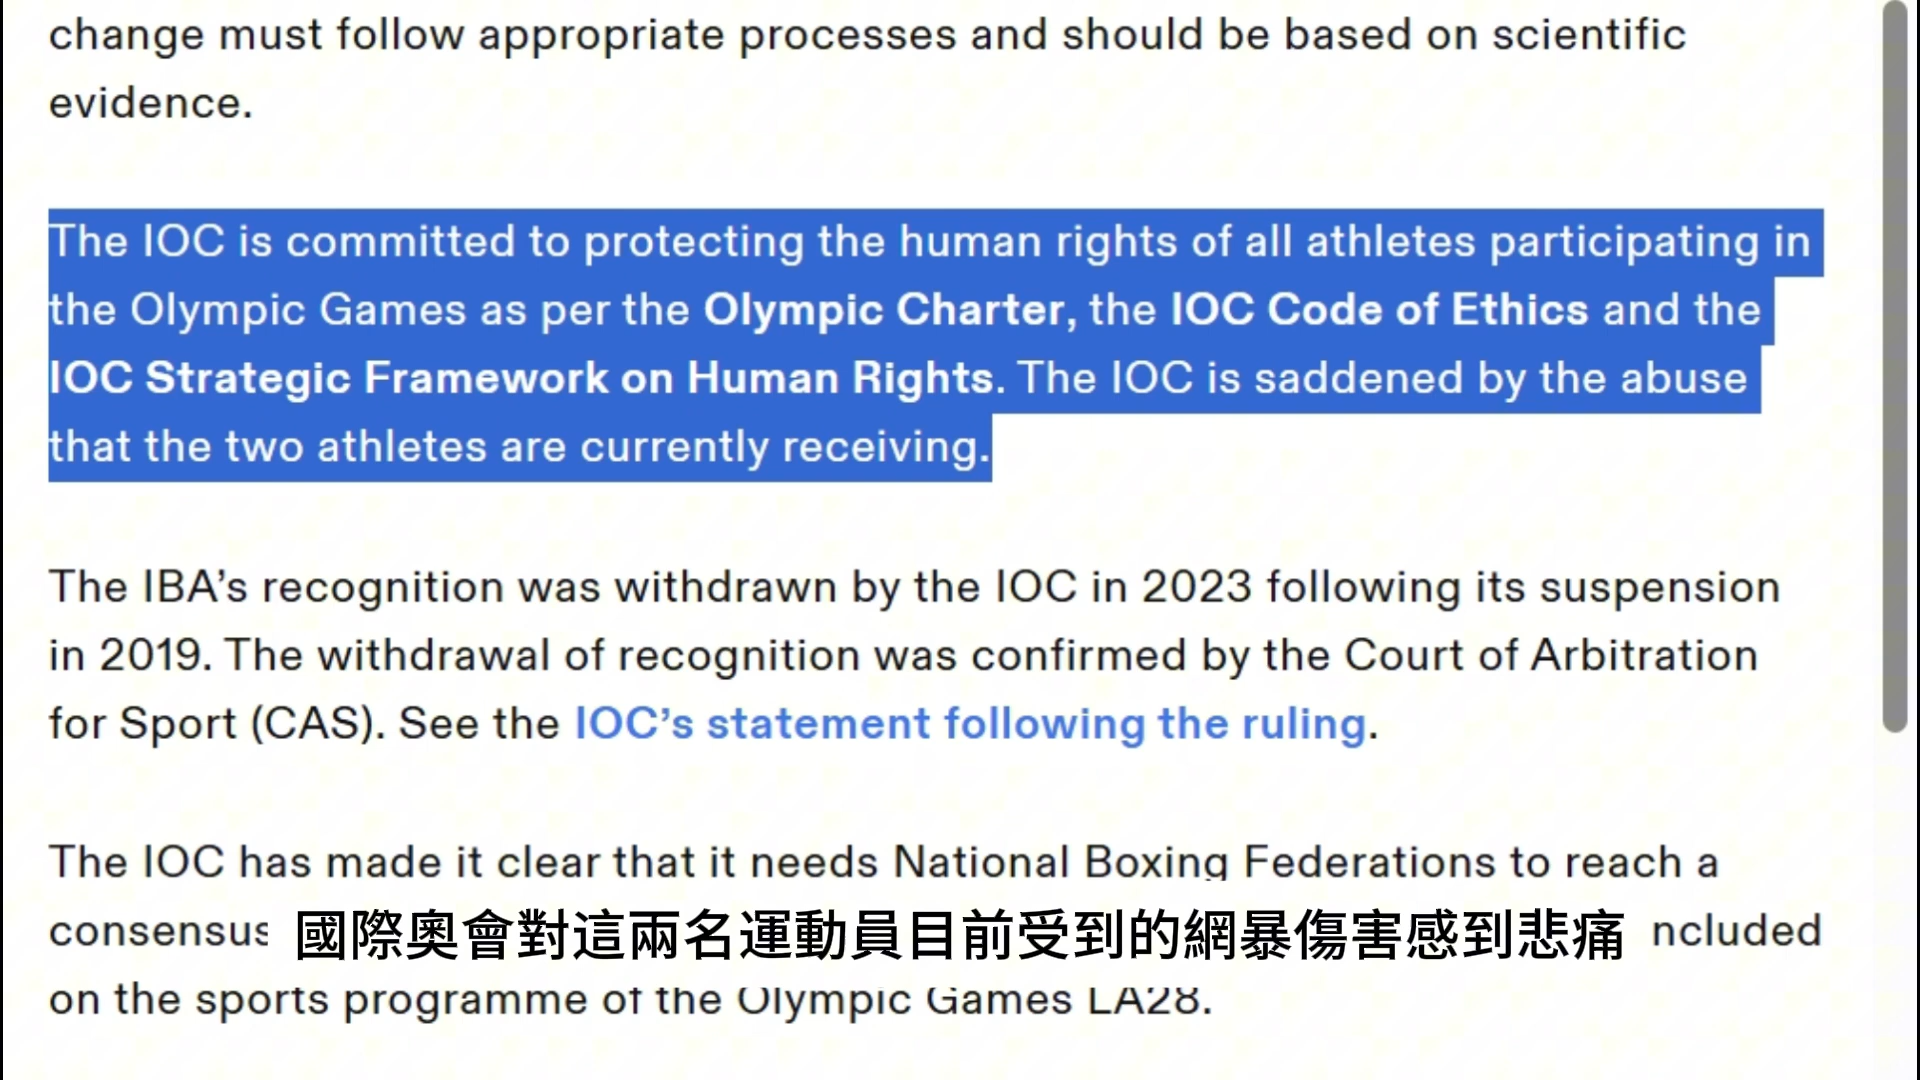 change must follow appropriate processes and should be based on scientific
evidence.
The IOC is committed to protecting the human rights of all athletes participating in
the Olympic Games as per the Olympic Charter, the IOC Code of Ethics and the
IOC Strategic Framework on Human Rights. The IOC is saddened by the abuse
that the two athletes are currently receiving.
The IBA’s recognition was withdrawn by the IOC in 2023 following its suspension
in 2019. The withdrawal of recognition was confirmed by the Court of Arbitration
for Sport (CAS). See the IOC’s statement following the ruling.
The IOC has made it clear that it needs National Boxing Federations to reach a
consensus ncluded
國際奧會對這兩名運動員目前受到的網暴傷害感到悲痛
on the sports programme of the Olympic Games LA28.